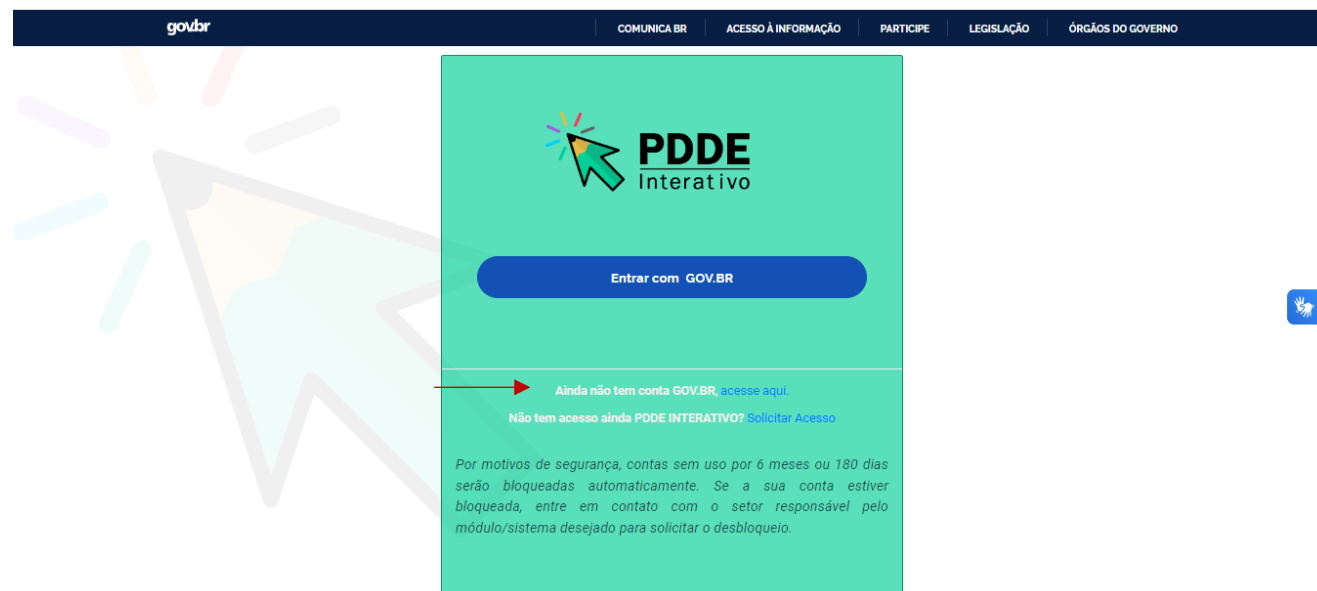 gov.br
COMUNICA BR
ACESSO À INFORMAÇÃO
PARTICIPE
LEGISLAÇÃO
ÓRGÃOS DO GOVERNO
PDDE
Interativo
Entrar com GOV.BR
Ainda não tem conta GOV.BR, acesse aqui.
Não tem acesso ainda PDDE INTERATIVO? Solicitar Acesso
Por motivos de segurança, contas sem uso por 6 meses ou 180 dias
serão bloqueadas automaticamente. Se a sua conta estiver
bloqueada, entre em contato com o setor responsável pelo
módulo/sistema desejado para solicitar o desbloqueio.